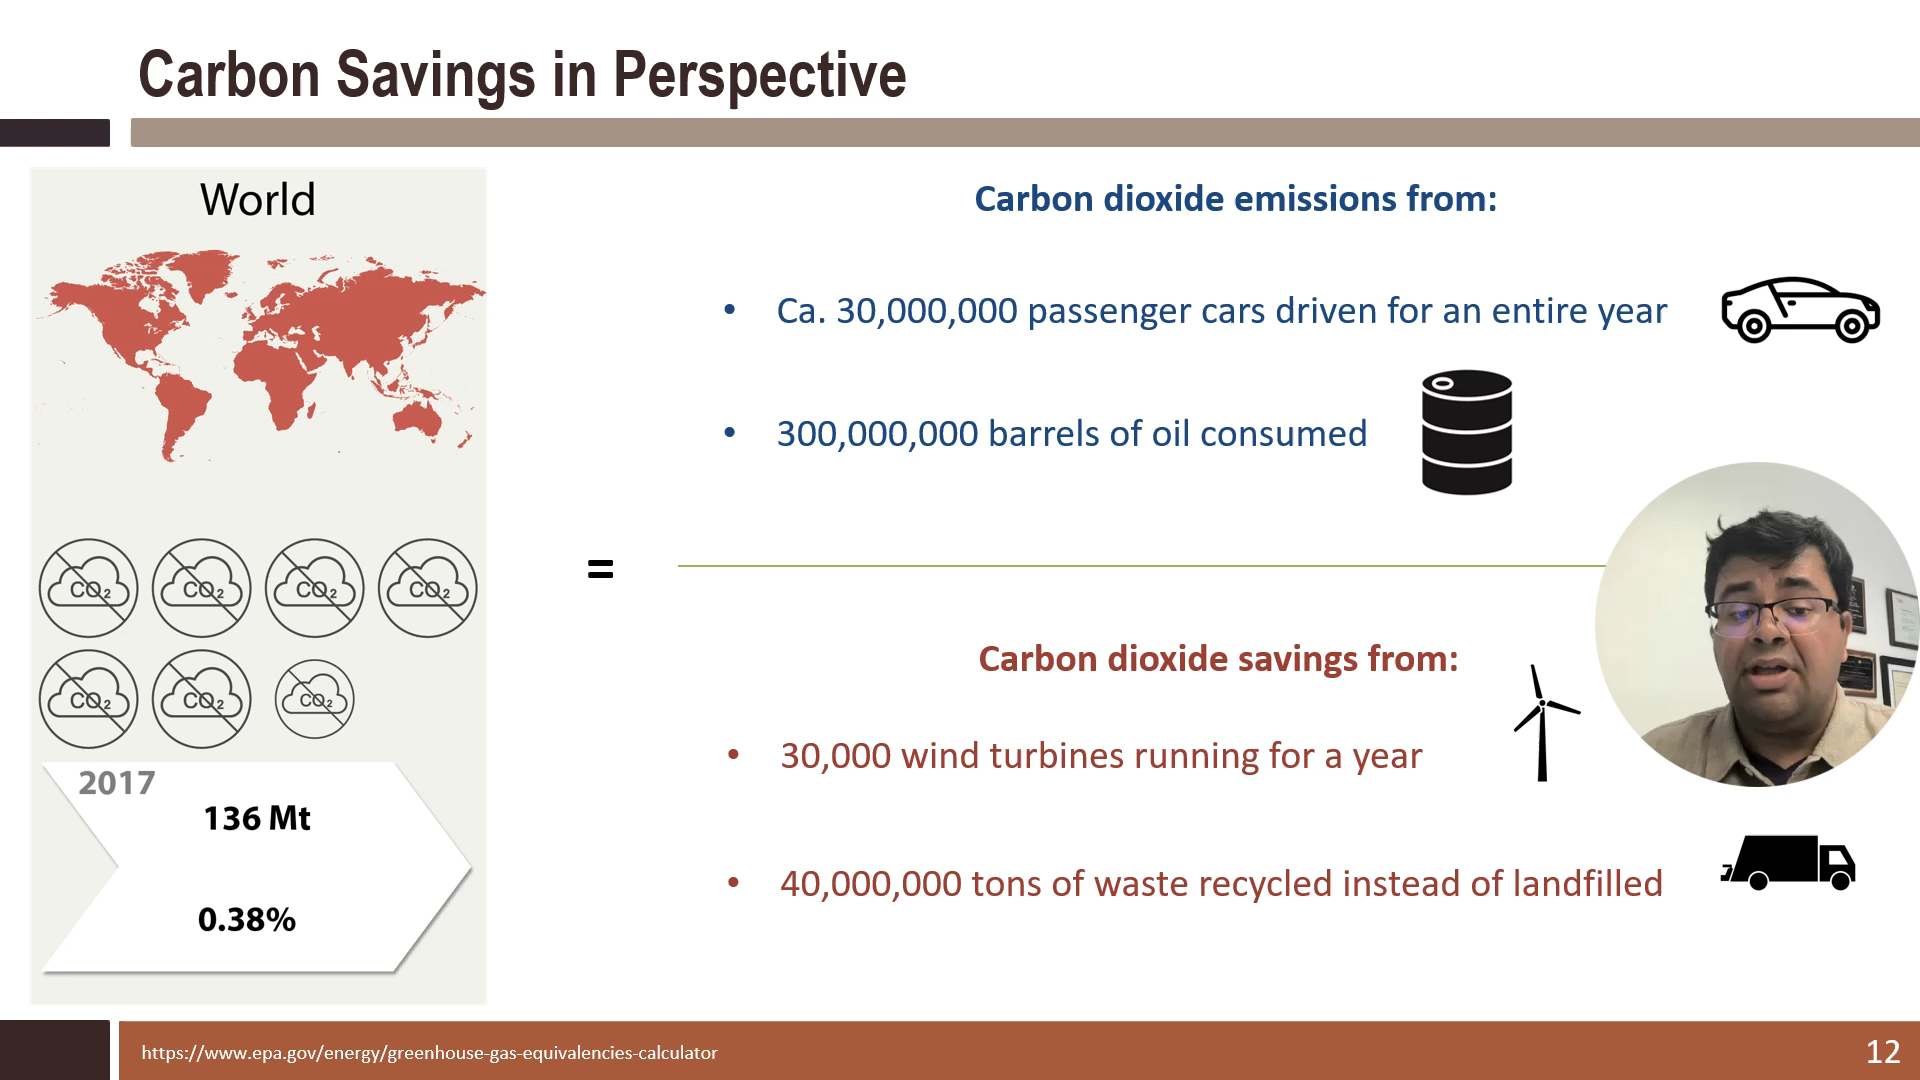 Carbon Savings in Perspective
World
CO₂ CO₂ CO₂ CO₂
CO₂ CO₂ CO₂
2017
136 Mt
0.38%
=
Carbon dioxide emissions from:
• Ca. 30,000,000 passenger cars driven for an entire year
• 300,000,000 barrels of oil consumed
Carbon dioxide savings from:
• 30,000 wind turbines running for a year
• 40,000,000 tons of waste recycled instead of landfilled
https://www.epa.gov/energy/greenhouse-gas-equivalencies-calculator
12